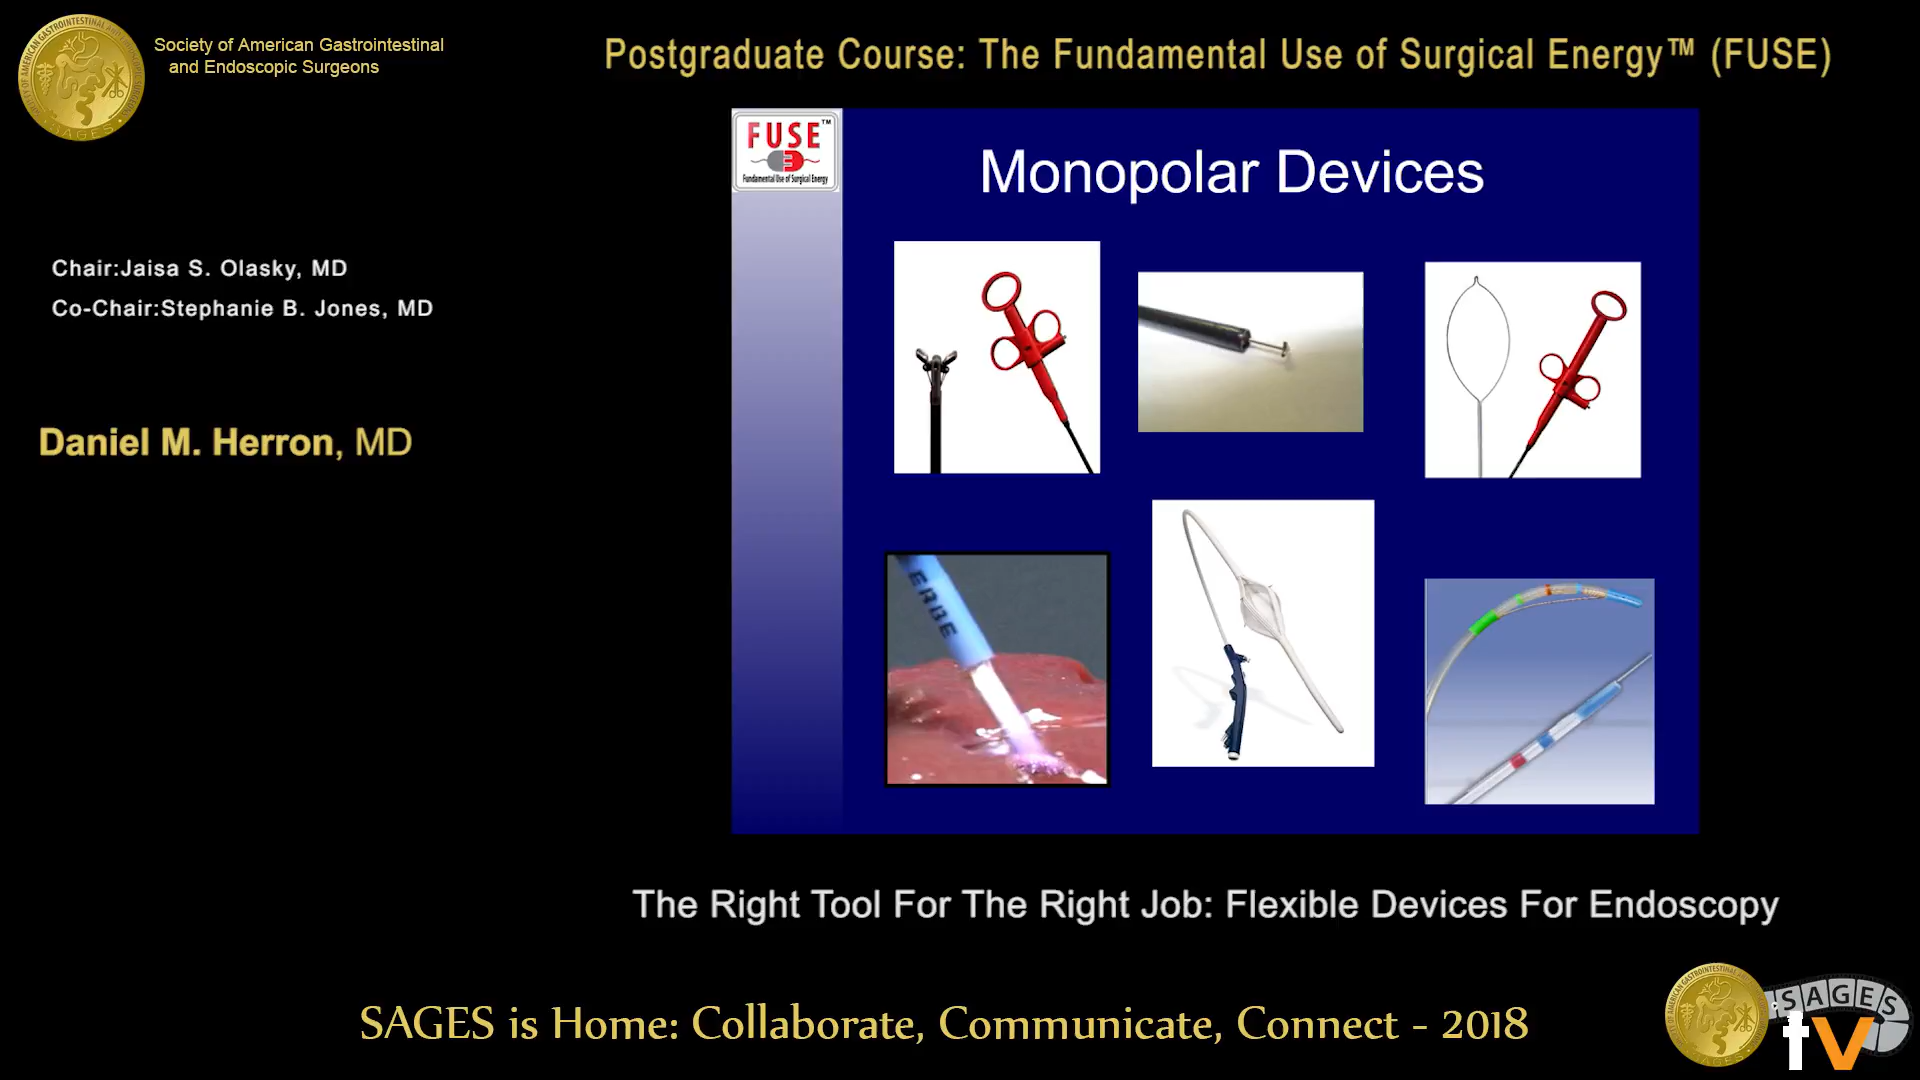 Society of American Gastrointestinal
and Endoscopic Surgeons
Postgraduate Course: The Fundamental Use of Surgical Energy™ (FUSE)
Chair:Jaisa S. Olasky, MD
Co-Chair:Stephanie B. Jones, MD
Daniel M. Herron, MD
FUSE™
Fundamental Use of Surgical Energy
Monopolar Devices
ERBE
The Right Tool For The Right Job: Flexible Devices For Endoscopy
SAGES is Home: Collaborate, Communicate, Connect - 2018
SAGES
tv